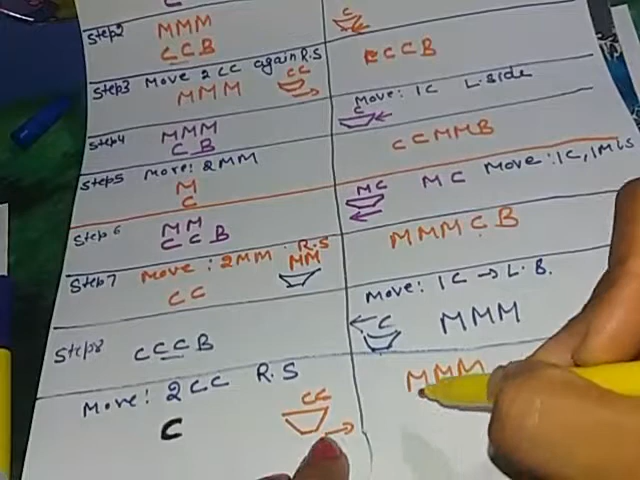 C
Step2 MMM C
CCB
Step3 Move 2CC again R.S
MMM CC CCCB
Move: 1C L-Side
Step4 MMM C
CB CCMMB
Step5 Move: 2MM
M
C MC MC Move: 1C, 1M LS
Step6 MM
CCB MMMCB
Step7 Move: 2MM R.S
CC MM
Move: 1C → L.B.
Step8 CCCB C MMM
Move: 2CC R.S
C CC MMM